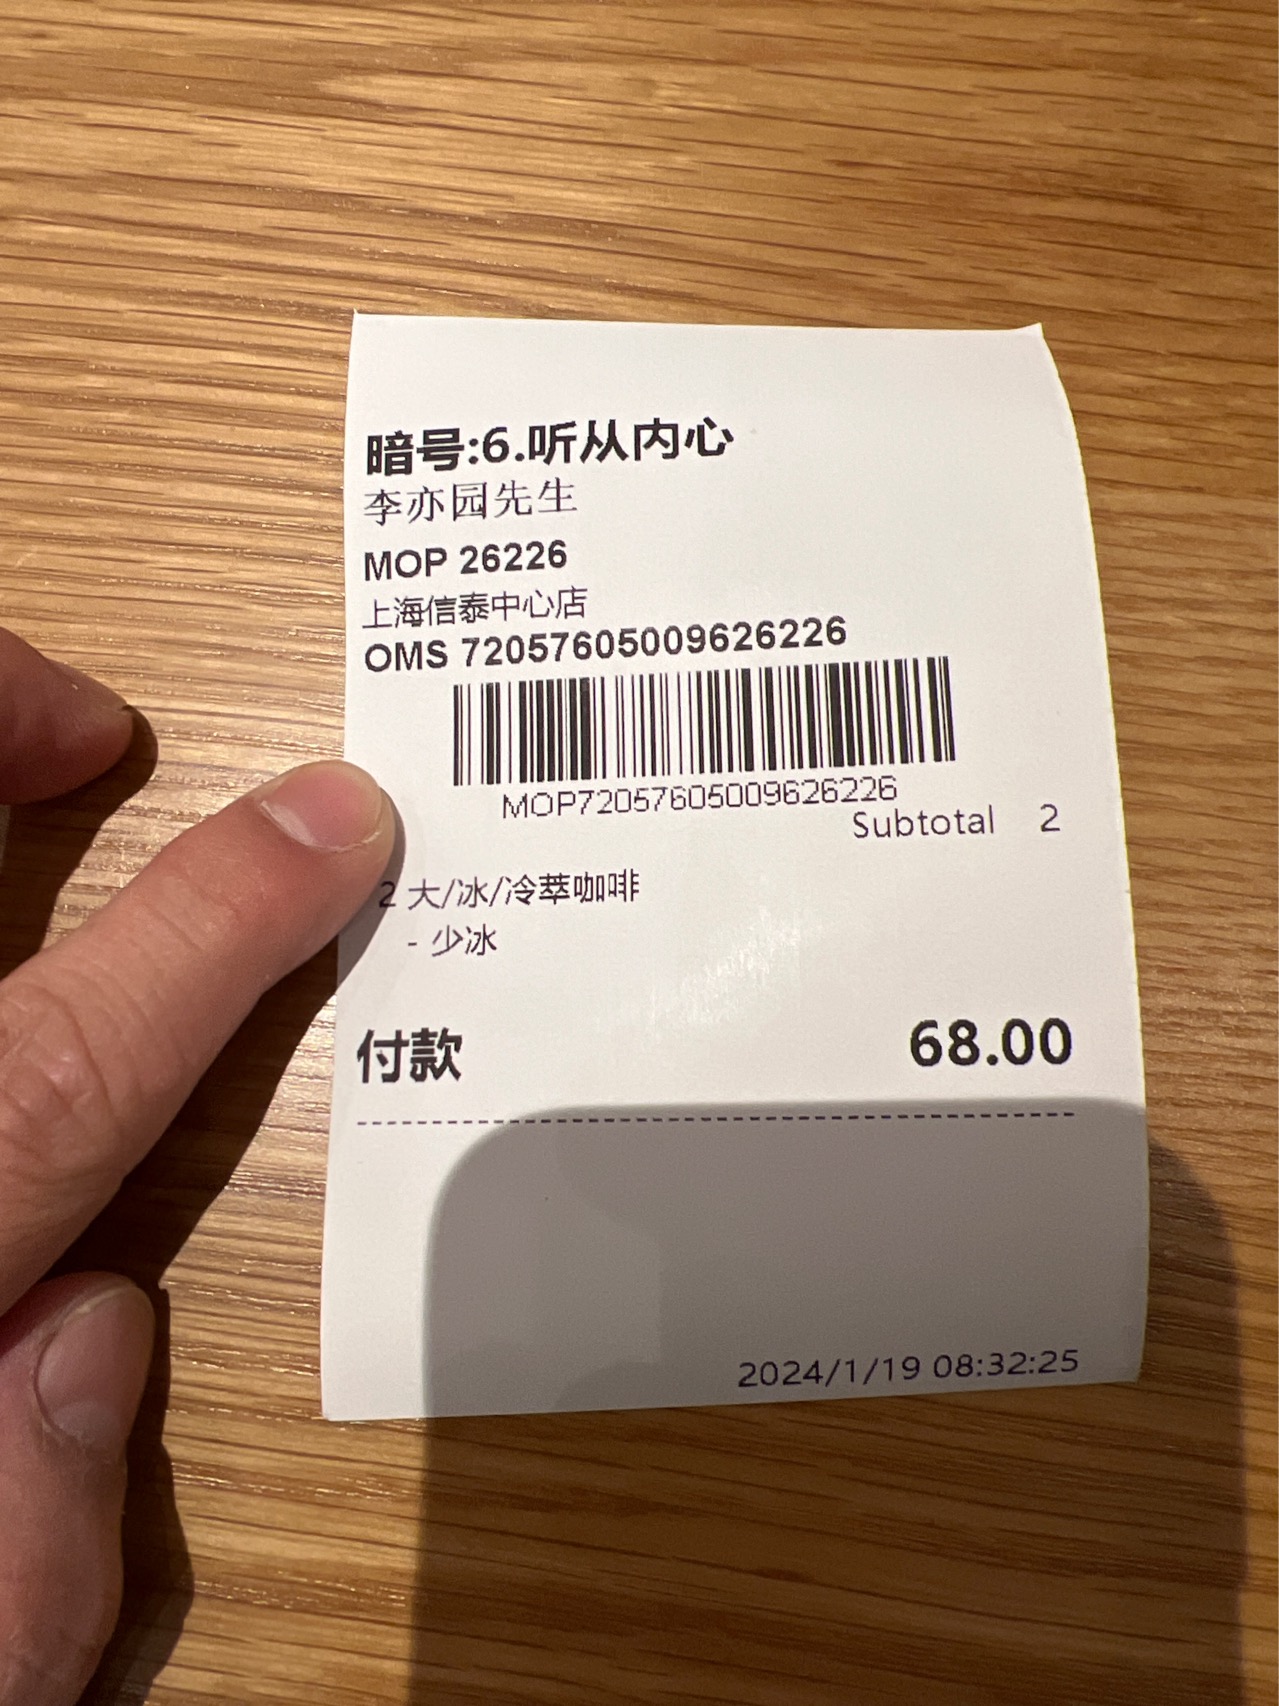 暗号:6.听从内心
李亦园先生
MOP 26226
上海信泰中心店
OMS 72057605009626226
MOP72057605009626226
Subtotal 2
2 大/冰/冷萃咖啡
- 少冰
付款 68.00
2024/1/19 08:32:25